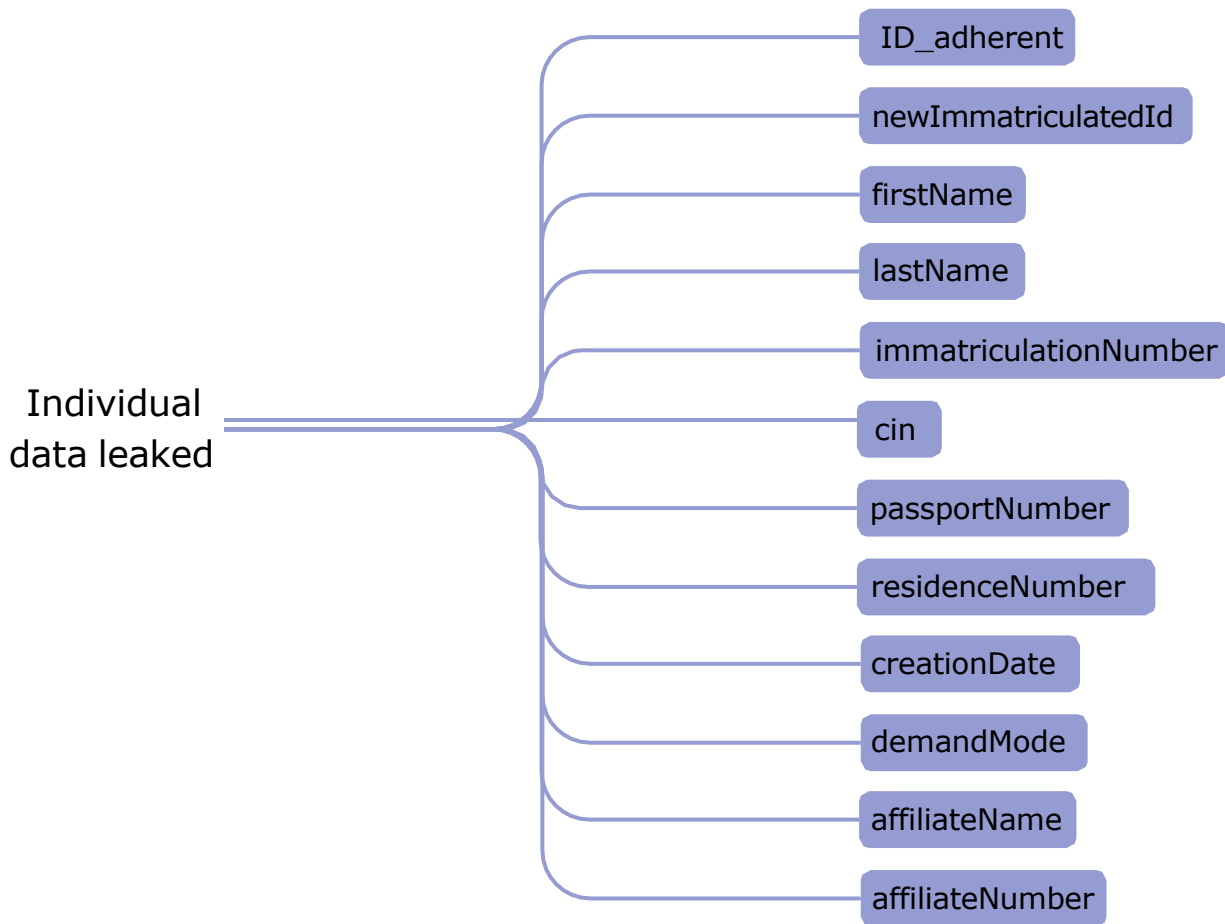 ID_adherent
newImmatriculatedId
firstName
lastName
immatriculationNumber
Individual
data leaked
cin
passportNumber
residenceNumber
creationDate
demandMode
affiliateName
affiliateNumber